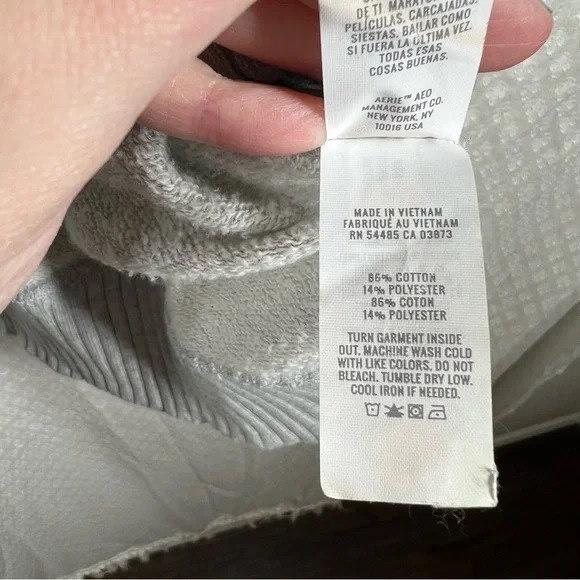 DE TI. MARATO
PELÍCULAS, CARCAJADAS,
SIESTAS. BAILAR COMO
SI FUERA LA ÚLTIMA VEZ.
TODAS ESAS
COSAS BUENAS.
AERIE™ AEO
MANAGEMENT CO.
NEW YORK, NY
10016 USA
MADE IN VIETNAM
FABRIQUÉ AU VIETNAM
RN 54485 CA 03873
86% COTTON
14% POLYESTER
86% COTON
14% POLYESTER
TURN GARMENT INSIDE
OUT. MACHINE WASH COLD
WITH LIKE COLORS. DO NOT
BLEACH. TUMBLE DRY LOW.
COOL IRON IF NEEDED.